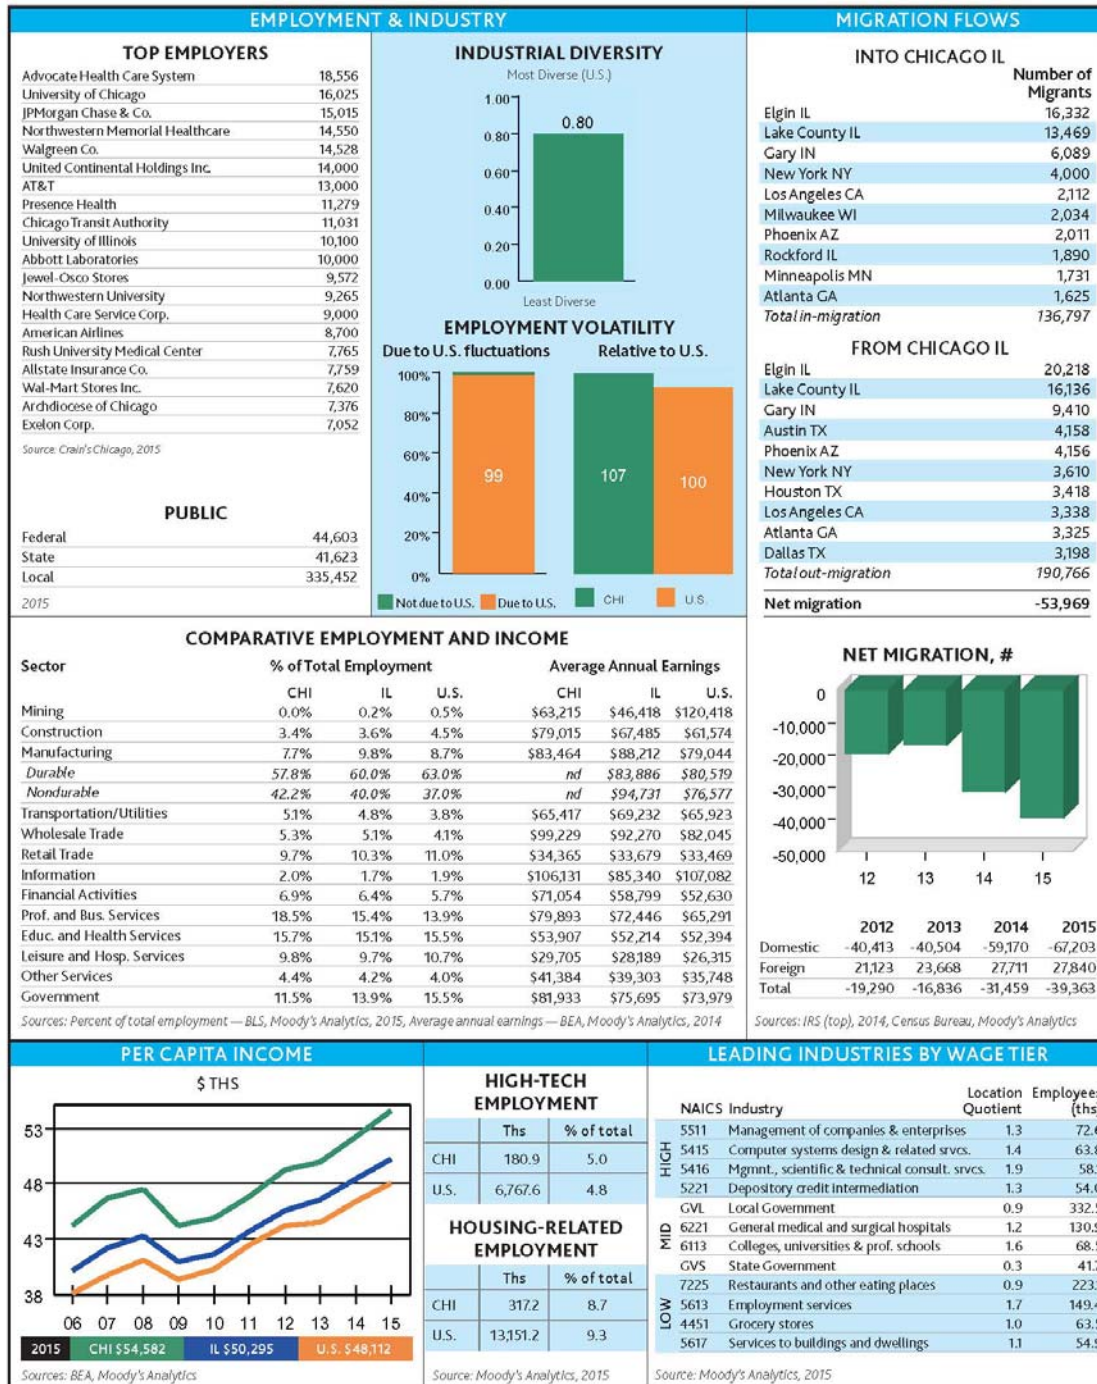 EMPLOYMENT & INDUSTRY
TOP EMPLOYERS
Advocate Health Care System 18,556
University of Chicago 16,025
JPMorgan Chase & Co. 15,015
Northwestern Memorial Healthcare 14,550
Walgreen Co. 14,528
United Continental Holdings Inc. 14,000
AT&T 13,000
Presence Health 11,279
Chicago Transit Authority 11,031
University of Illinois 10,100
Abbott Laboratories 10,000
Jewel-Osco Stores 9,572
Northwestern University 9,265
Health Care Service Corp. 9,000
American Airlines 8,700
Rush University Medical Center 7,765
Allstate Insurance Co. 7,759
Wal-Mart Stores Inc. 7,620
Archdiocese of Chicago 7,376
Exelon Corp. 7,052
Source: Crain's Chicago, 2015
PUBLIC
Federal 44,603
State 41,623
Local 335,452
2015
INDUSTRIAL DIVERSITY
Most Diverse (U.S.)
1.00
0.80
0.60
0.40
0.20
0.00
0.80
Least Diverse
EMPLOYMENT VOLATILITY
Due to U.S. fluctuations Relative to U.S.
100%
80%
60%
40%
20%
0%
99
107 100
Not due to U.S. Due to U.S. CHI U.S.
MIGRATION FLOWS
INTO CHICAGO IL
Number of
Migrants
Elgin IL 16,332
Lake County IL 13,469
Gary IN 6,089
New York NY 4,000
Los Angeles CA 2,112
Milwaukee WI 2,034
Phoenix AZ 2,011
Rockford IL 1,890
Minneapolis MN 1,731
Atlanta GA 1,625
Total in-migration 136,797
FROM CHICAGO IL
Elgin IL 20,218
Lake County IL 16,136
Gary IN 9,410
Austin TX 4,158
Phoenix AZ 4,156
New York NY 3,610
Houston TX 3,418
Los Angeles CA 3,338
Atlanta GA 3,325
Dallas TX 3,198
Total out-migration 190,766
Net migration -53,969
COMPARATIVE EMPLOYMENT AND INCOME
Sector % of Total Employment Average Annual Earnings
CHI IL U.S. CHI IL U.S.
Mining 0.0% 0.2% 0.5% $63,215 $46,418 $120,418
Construction 3.4% 3.6% 4.5% $79,015 $67,485 $61,574
Manufacturing 7.7% 9.8% 8.7% $83,464 $88,212 $79,044
Durable 57.8% 60.0% 63.0% nd $83,886 $80,519
Nondurable 42.2% 40.0% 37.0% nd $94,731 $76,577
Transportation/Utilities 5.1% 4.8% 3.8% $65,417 $69,232 $65,923
Wholesale Trade 5.3% 5.1% 4.1% $99,229 $92,270 $82,045
Retail Trade 9.7% 10.3% 11.0% $34,365 $33,679 $33,469
Information 2.0% 1.7% 1.9% $106,131 $85,340 $107,082
Financial Activities 6.9% 6.4% 5.7% $71,054 $58,799 $52,630
Prof. and Bus. Services 18.5% 15.4% 13.9% $79,893 $72,446 $65,291
Educ. and Health Services 15.7% 15.1% 15.5% $53,907 $52,214 $52,394
Leisure and Hosp. Services 9.8% 9.7% 10.7% $29,705 $28,189 $26,315
Other Services 4.4% 4.2% 4.0% $41,384 $39,303 $35,748
Government 11.5% 13.9% 15.5% $81,933 $75,695 $73,979
Sources: Percent of total employment — BLS, Moody's Analytics, 2015, Average annual earnings — BEA, Moody's Analytics, 2014
NET MIGRATION, #
0
-10,000
-20,000
-30,000
-40,000
-50,000
12 13 14 15
2012 2013 2014 2015
Domestic -40,413 -40,504 -59,170 -67,203
Foreign 21,123 23,668 27,711 27,840
Total -19,290 -16,836 -31,459 -39,363
Sources: IRS (top), 2014, Census Bureau, Moody's Analytics
PER CAPITA INCOME
$ THS
53
48
43
38
06 07 08 09 10 11 12 13 14 15
2015 CHI $54,582 IL $50,295 U.S. $48,112
Sources: BEA, Moody's Analytics
HIGH-TECH
EMPLOYMENT
Ths % of total
CHI 180.9 5.0
U.S. 6,767.6 4.8
HOUSING-RELATED
EMPLOYMENT
Ths % of total
CHI 317.2 8.7
U.S. 13,151.2 9.3
Source: Moody's Analytics, 2015
LEADING INDUSTRIES BY WAGE TIER
Location Employees
NAICS Industry Quotient (ths)
HIGH
5511 Management of companies & enterprises 1.3 72.6
5415 Computer systems design & related srvcs. 1.4 63.8
5416 Mgmnt., scientific & technical consult. srvcs. 1.9 58.
5221 Depository credit intermediation 1.3 54.0
MID
GVL Local Government 0.9 332.5
6221 General medical and surgical hospitals 1.2 130.9
6113 Colleges, universities & prof. schools 1.6 68.5
GVS State Government 0.3 41.7
LOW
7225 Restaurants and other eating places 0.9 223.
5613 Employment services 1.7 149.4
4451 Grocery stores 1.0 63.5
5617 Services to buildings and dwellings 1.1 54.9
Source: Moody's Analytics, 2015